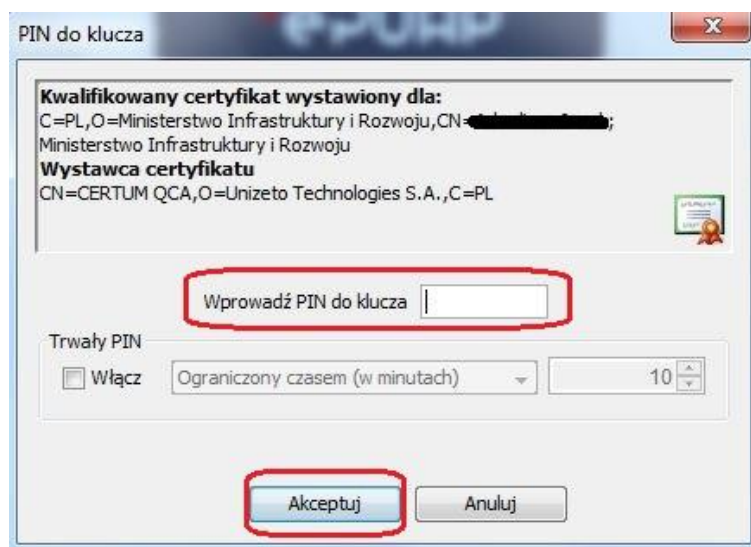 PIN do klucza
ePUAP
Kwalifikowany certyfikat wystawiony dla:
C=PL,O=Ministerstwo Infrastruktury i Rozwoju,CN=
Ministerstwo Infrastruktury i Rozwoju
Wystawca certyfikatu
CN=CERTUM QCA,O=Unizeto Technologies S.A.,C=PL
Wprowadź PIN do klucza
Trwały PIN
Włącz Ograniczony czasem (w minutach) 10
Akceptuj Anuluj